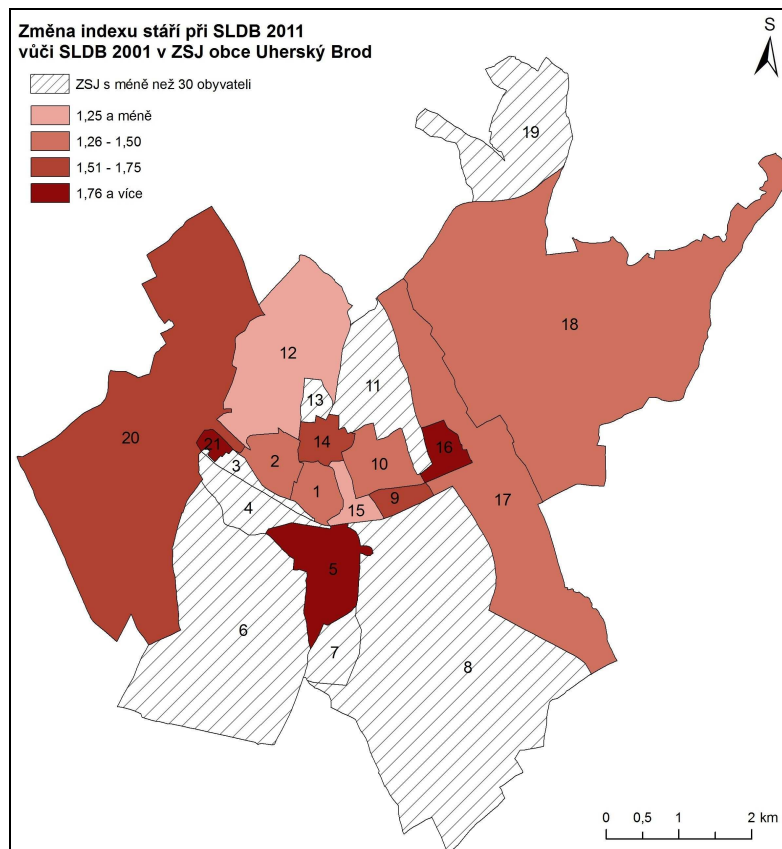 Změna indexu stáří při SLDB 2011
vůči SLDB 2001 v ZSJ obce Uherský Brod
S
ZSJ s méně než 30 obyvateli
1,25 a méně
1,26 - 1,50
1,51 - 1,75
1,76 a více
19
18
12
11
13
20
14
16
21
2
3
10
1
9
17
15
4
5
6
7
8
0 0,5 1 2 km